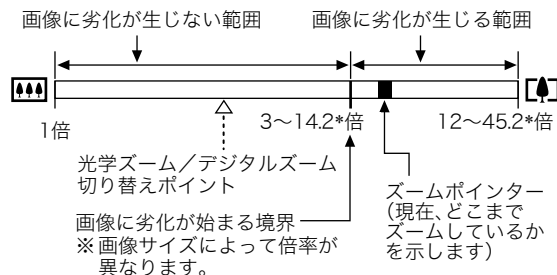 画像に劣化が生じない範囲
画像に劣化が生じる範囲
1倍
3〜14.2*倍
12〜45.2*倍
光学ズーム／デジタルズーム
切り替えポイント
画像に劣化が始まる境界
※画像サイズによって倍率が
異なります。
ズームポインター
(現在、どこまで
ズームしているか
を示します)